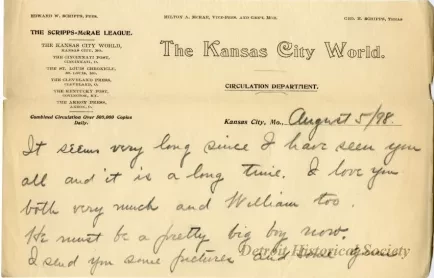 EDWARD W. SCRIPPS, PRES. MILTON A. McRAE, VICE-PRES. AND GEN'L MGR. GEO. H. SCRIPPS, TREAS.
THE SCRIPPS-McRAE LEAGUE.
THE KANSAS CITY WORLD,
KANSAS CITY, MO.
THE CINCINNATI POST,
CINCINNATI, O.
THE ST. LOUIS CHRONICLE,
ST. LOUIS, MO.
THE CLEVELAND PRESS,
CLEVELAND, O.
THE KENTUCKY POST,
COVINGTON, KY.
THE AKRON PRESS,
AKRON, O.
Combined Circulation Over 300,000 Copies
Daily.
The Kansas City World.
CIRCULATION DEPARTMENT.
Kansas City, Mo., August 5/98.
It seems very long since I have seen you
all and it is a long time. I love you
both very much and William too.
He must be a pretty big boy now.
I send you some pictures and some
Detroit Historical Society